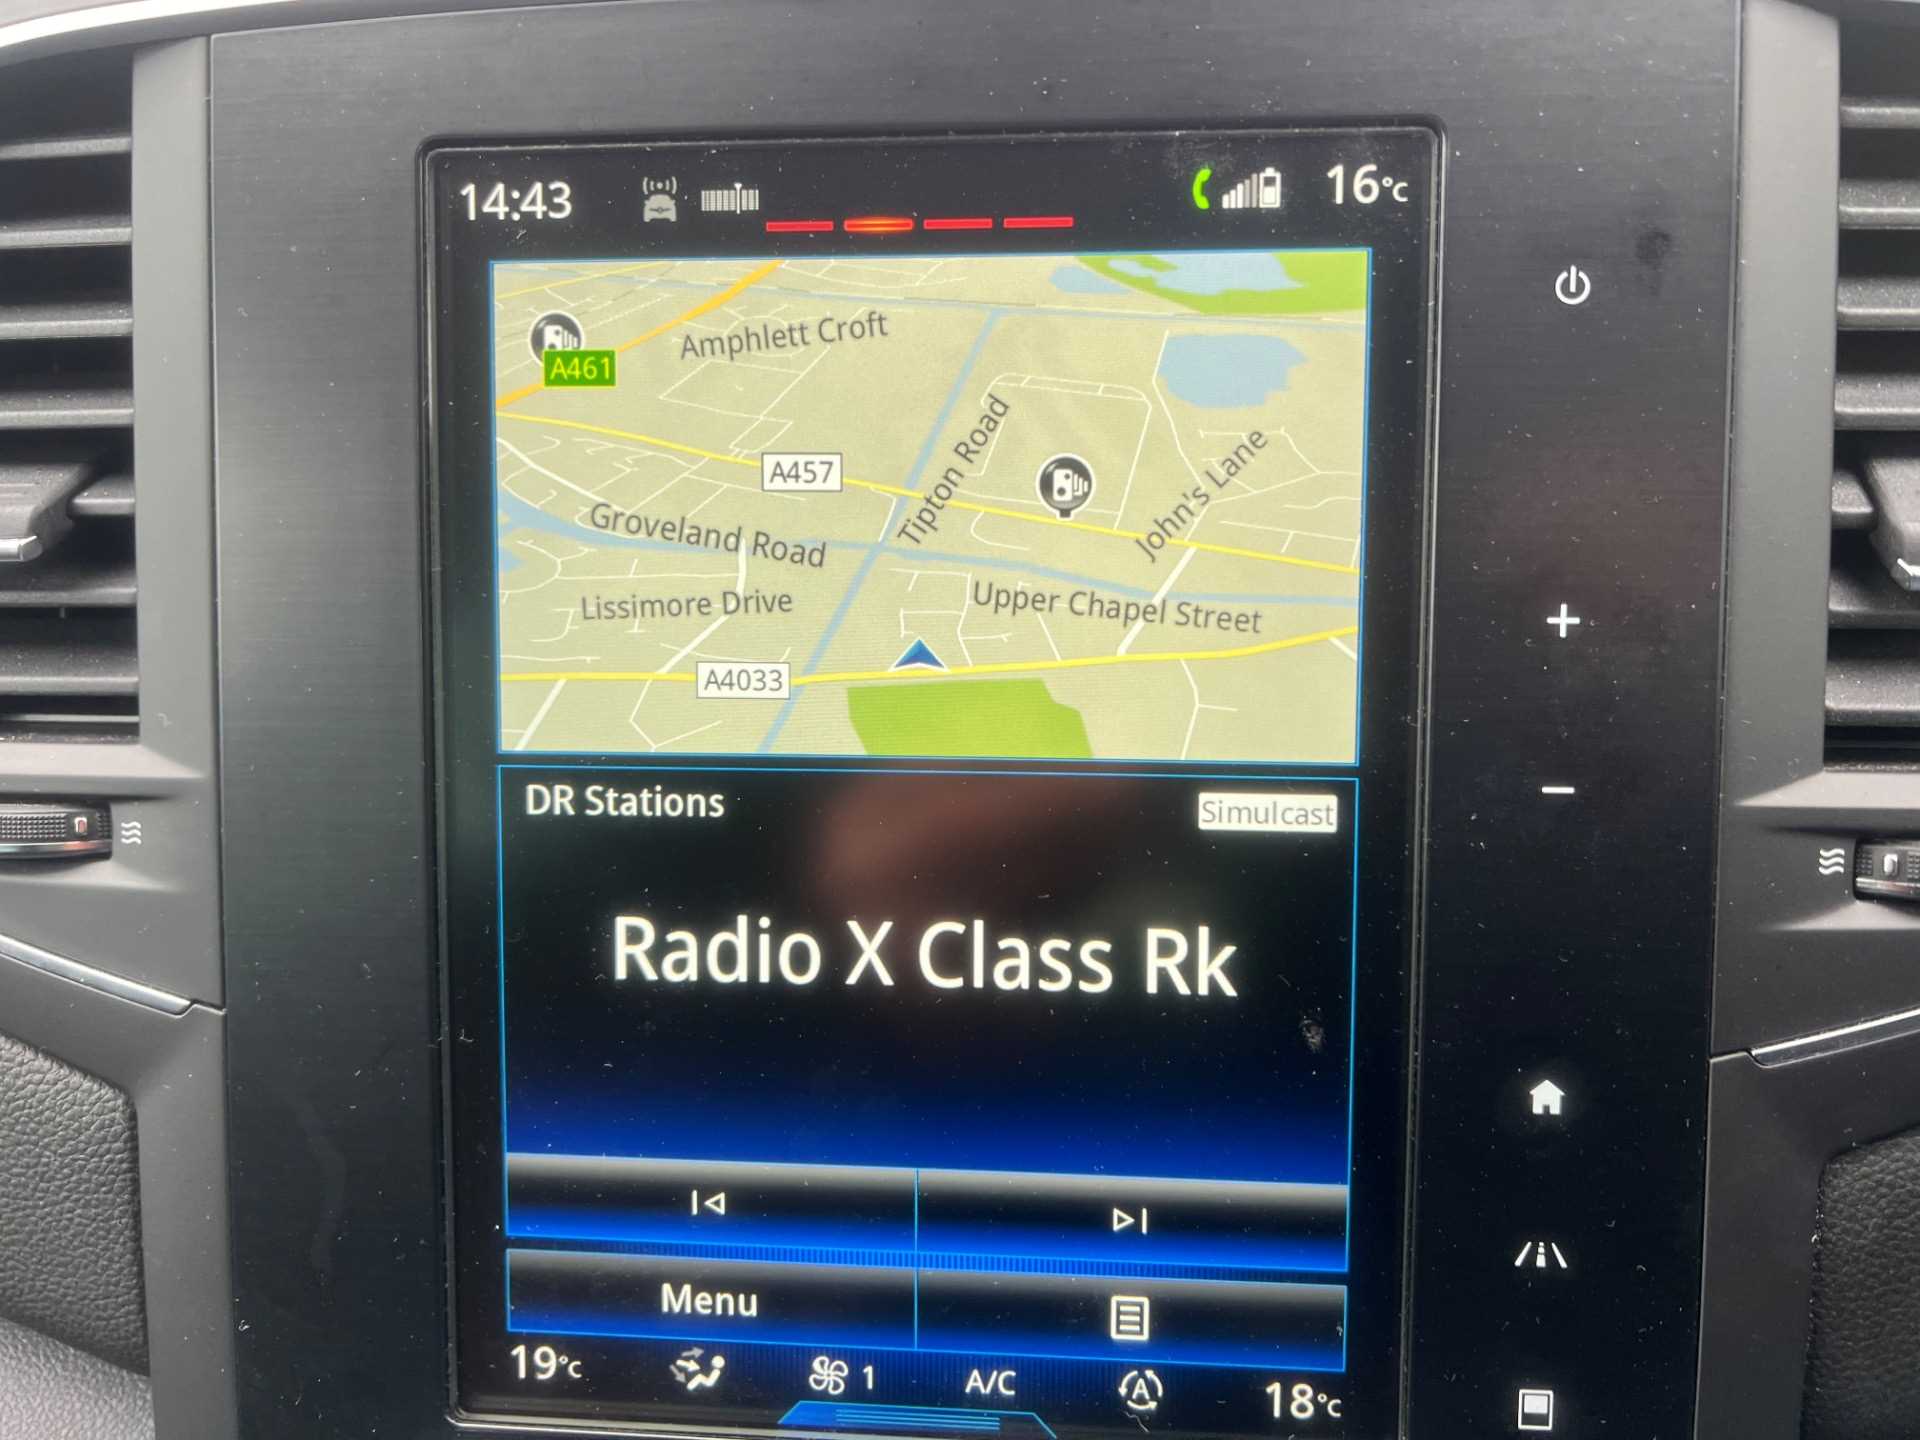 14:43
16°C
Amphlett Croft
A461
A457
Tipton Road
John's Lane
Groveland Road
Lissimore Drive
Upper Chapel Street
A4033
DR Stations
Simulcast
Radio X Class Rk
Menu
19°C
1
A/C
A
18°C